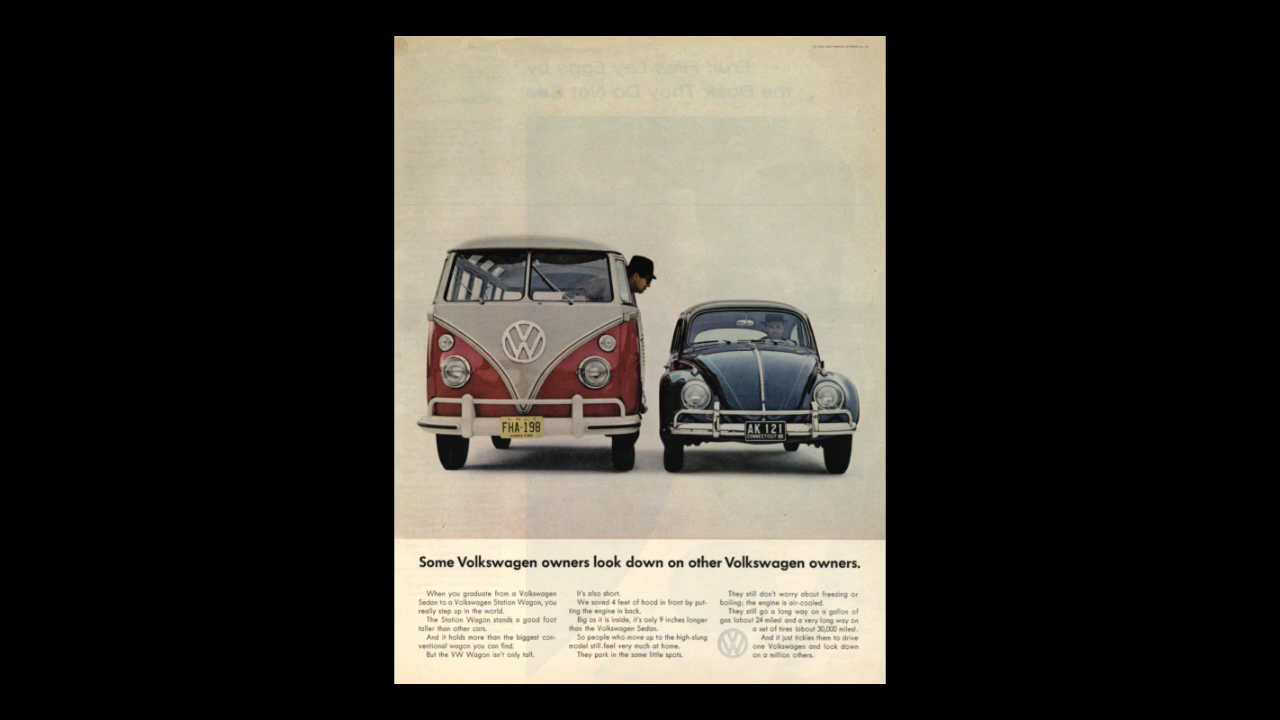 VW
FHA-198
AK 121
CONNECTICUT
Some Volkswagen owners look down on other Volkswagen owners.
When you graduate from a Volkswagen
Sedan to a Volkswagen Station Wagon, you
really step up in the world.
The Station Wagon stands a good foot
taller than other cars.
And it holds more than the biggest con-
ventional wagon you can find.
But the VW Wagon isn't only tall.
It's also short.
We saved 4 feet of hood in front by put-
ting the engine in back.
Big as it is inside, it's only 9 inches longer
than the Volkswagen Sedan.
So people who move up to the high-slung
model still feel very much at home.
They park in the same little spots.
They still don't worry about freezing or
boiling; the engine is air-cooled.
They still go a long way on a gallon of
gas (about 24 miles) and a very long way on
a set of tires (about 30,000 miles).
And it just tickles them to drive
one Volkswagen and look down
on a million others.
VW